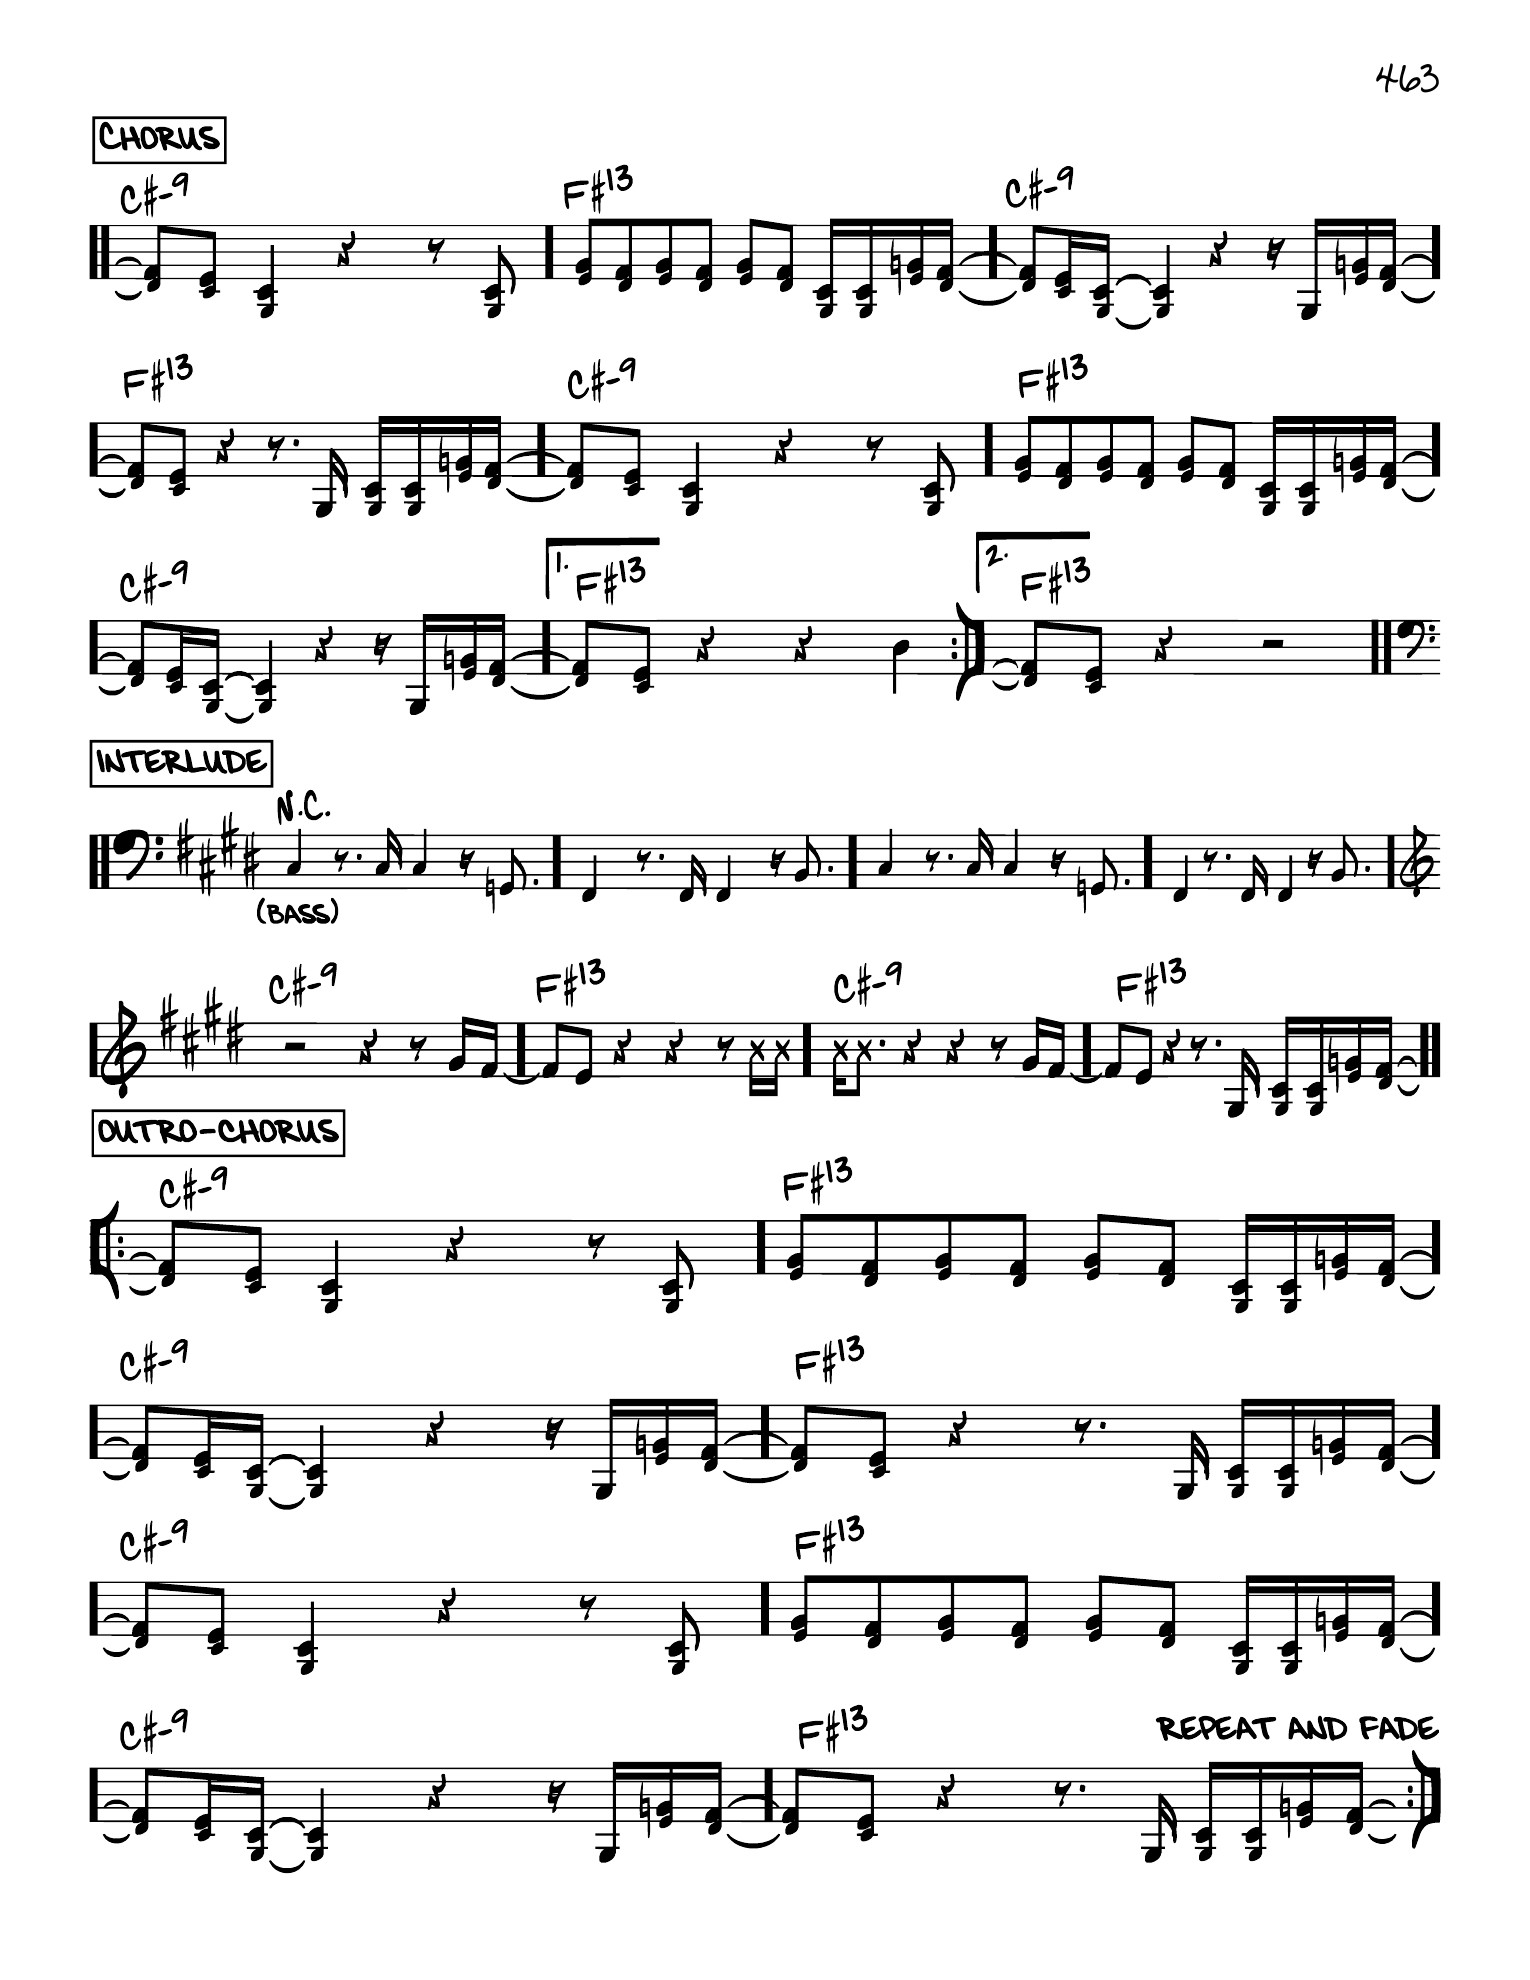 463
CHORUS
C#-9 F#13 C#-9
F#13 C#-9 F#13
1. 2.
C#-9 F#13 F#13
INTERLUDE
N.C.
(BASS)
C#-9 F#13 C#-9 F#13
OUTRO-CHORUS
C#-9 F#13
C#-9 F#13
C#-9 F#13
C#-9 F#13 REPEAT AND FADE